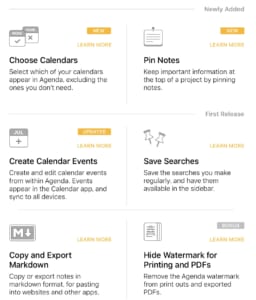 Newly Added
NEW
NEW
LEARN MORE
LEARN MORE
Choose Calendars
Pin Notes
Select which of your calendars
appear in Agenda, excluding the
ones you don't need.
Keep important information at
the top of a project by pinning
notes.
First Release
JUL
UPDATED
LEARN MORE
LEARN MORE
Create Calendar Events
Save Searches
Create and edit calendar events
from within Agenda. Events
appear in the Calendar app, and
sync to all devices.
Save the searches you make
regularly, and have them
available in the sidebar.
BONUS
LEARN MORE
LEARN MORE
Copy and Export
Markdown
Hide Watermark for
Printing and PDFs
Copy or export notes in
markdown format, for pasting
into websites and other apps.
Remove the Agenda watermark
from print outs and exported
PDFs.